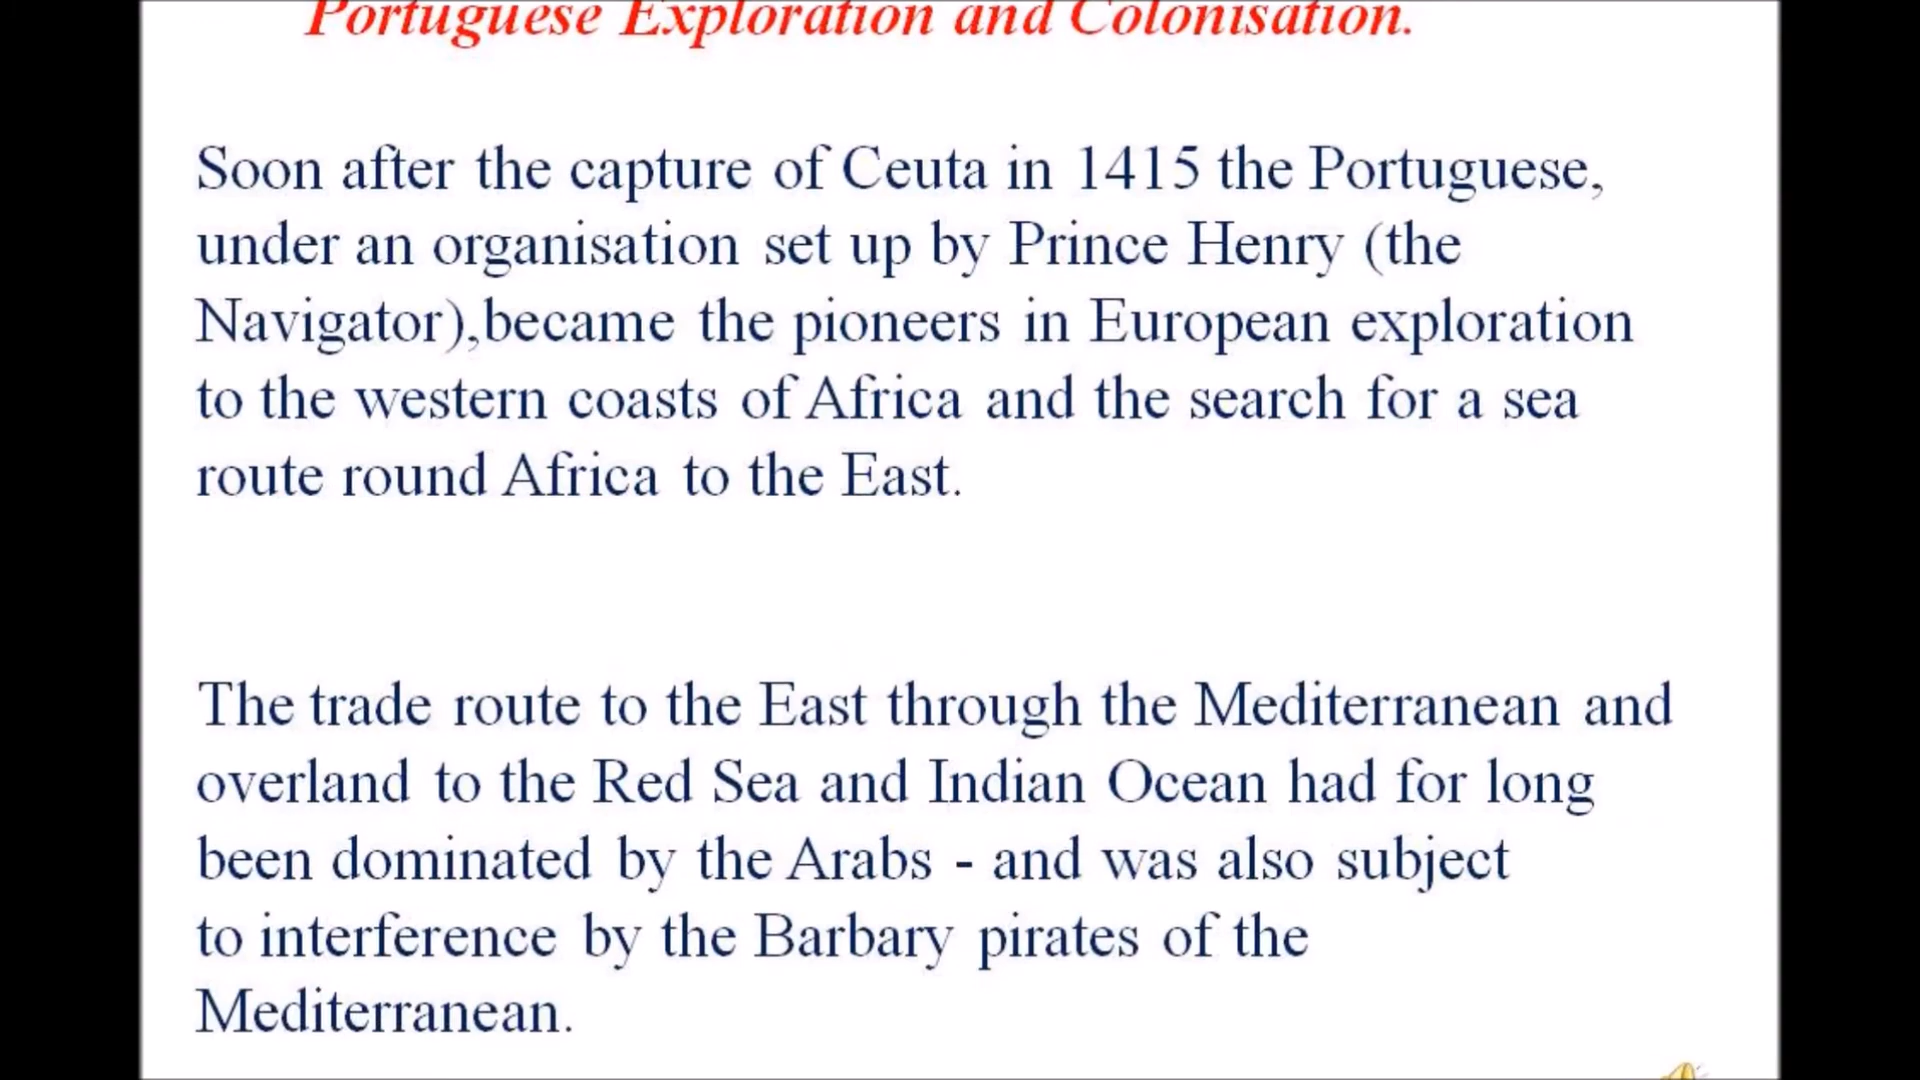 Portuguese Exploration and Colonisation.
Soon after the capture of Ceuta in 1415 the Portuguese,
under an organisation set up by Prince Henry (the
Navigator),became the pioneers in European exploration
to the western coasts of Africa and the search for a sea
route round Africa to the East.
The trade route to the East through the Mediterranean and
overland to the Red Sea and Indian Ocean had for long
been dominated by the Arabs - and was also subject
to interference by the Barbary pirates of the
Mediterranean.